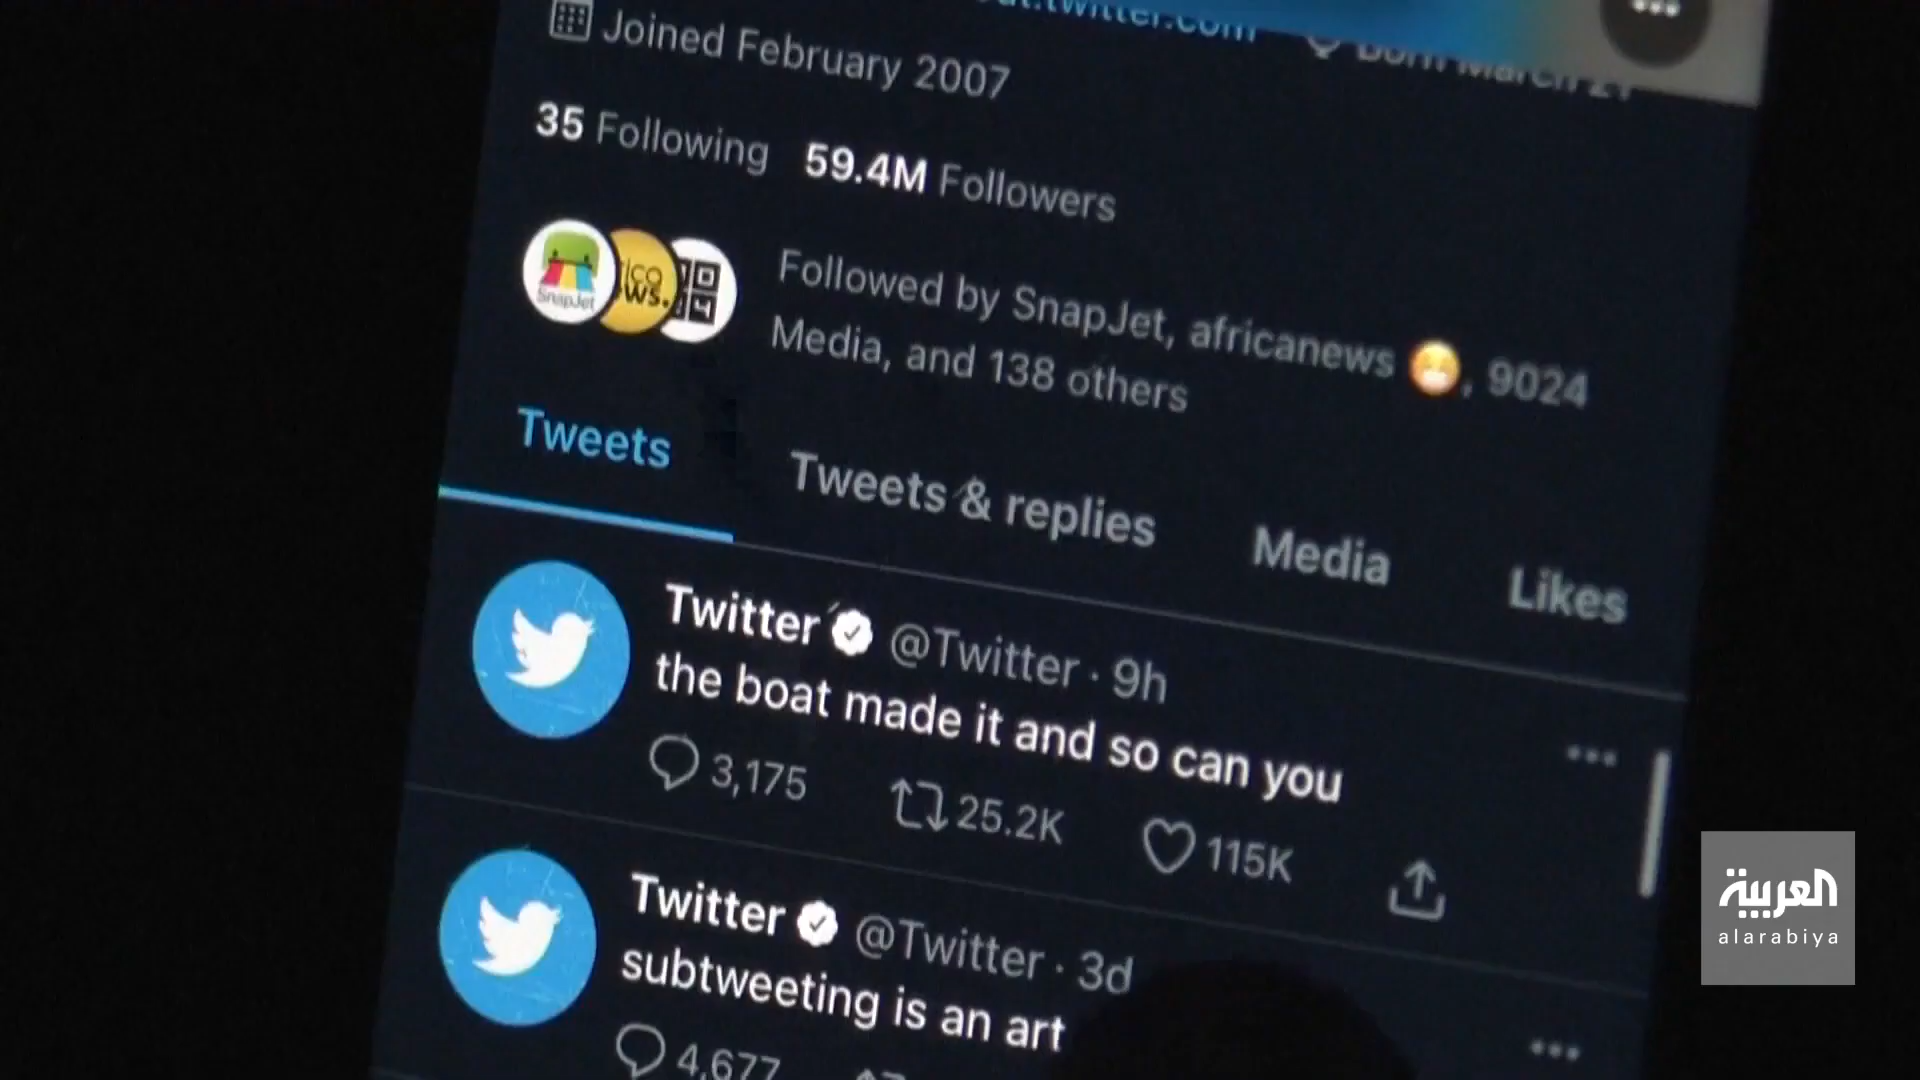 Joined February 2007
35 Following 59.4M Followers
SnapJet
Followed by SnapJet, africanews 😷, 9024
Media, and 138 others
Tweets Tweets & replies Media Likes
Twitter @Twitter · 9h
the boat made it and so can you
3,175 25.2K 115K
Twitter @Twitter · 3d
subtweeting is an art
4,677
العربية
alarabiya